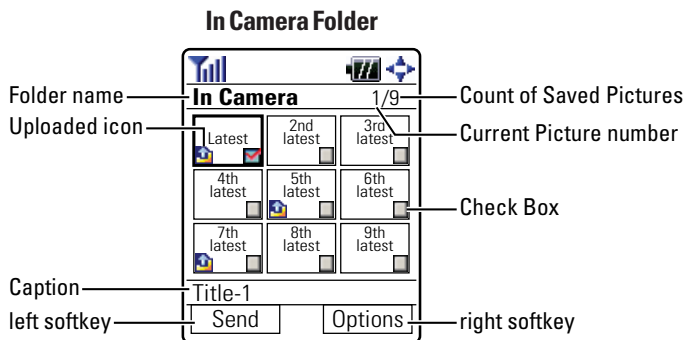 In Camera Folder
Folder name
In Camera
1/9
Count of Saved Pictures
Uploaded icon
Current Picture number
Latest
2nd
latest
3rd
latest
4th
latest
5th
latest
6th
latest
Check Box
7th
latest
8th
latest
9th
latest
Caption
Title-1
left softkey
Send
Options
right softkey